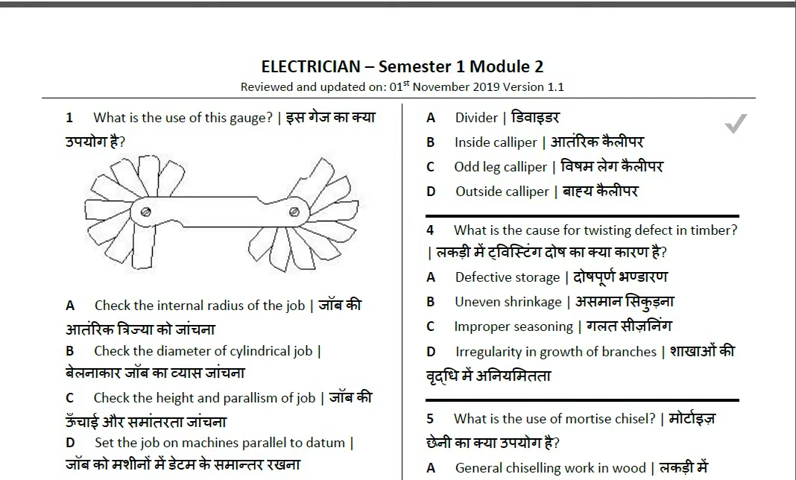 ELECTRICIAN – Semester 1 Module 2
Reviewed and updated on: 01st November 2019 Version 1.1
1 What is the use of this gauge? | इस गेज का क्या
उपयोग है?
A Check the internal radius of the job | जॉब की
आतंरिक त्रिज्या को जांचना
B Check the diameter of cylindrical job |
बेलनाकार जॉब का व्यास जांचना
C Check the height and parallism of job | जॉब की
ऊँचाई और समांतरता जांचना
D Set the job on machines parallel to datum |
जॉब को मशीनों में डेटम के समान्तर रखना
A Divider | डिवाइडर
B Inside calliper | आतंरिक कैलीपर
C Odd leg calliper | विषम लेग कैलीपर
D Outside calliper | बाह्य कैलीपर
4 What is the cause for twisting defect in timber?
| लकड़ी में ट्विस्टिंग दोष का क्या कारण है?
A Defective storage | दोषपूर्ण भण्डारण
B Uneven shrinkage | असमान सिकुड़ना
C Improper seasoning | गलत सीज़निंग
D Irregularity in growth of branches | शाखाओं की
वृद्धि में अनियमितता
5 What is the use of mortise chisel? | मोर्टाइज़
छेनी का क्या उपयोग है?
A General chiselling work in wood | लकड़ी में